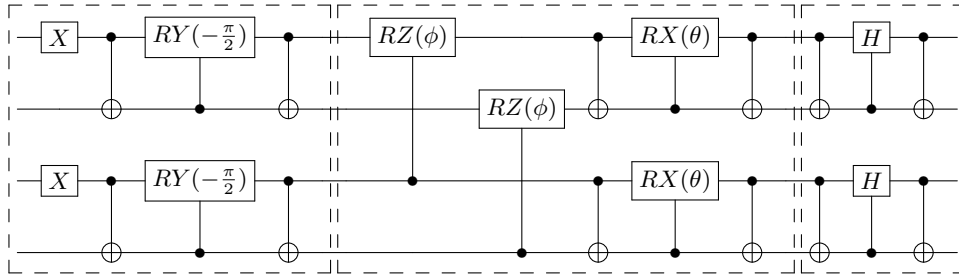 X RY(−π/2) RZ(ϕ) RX(θ) H
RZ(ϕ)
X RY(−π/2) RX(θ) H